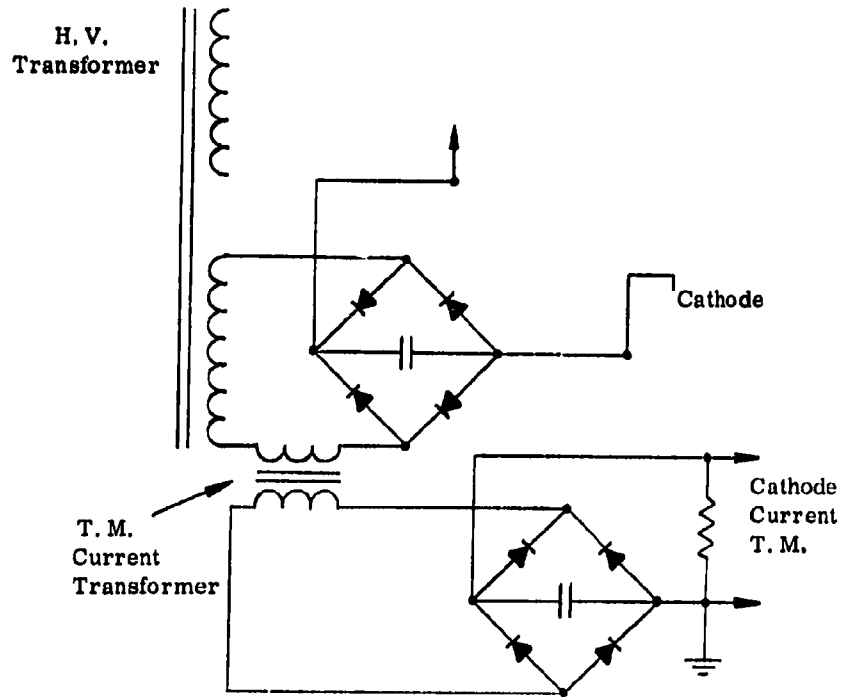 H. V.
Transformer
Cathode
T. M.
Current
Transformer
Cathode
Current
T. M.